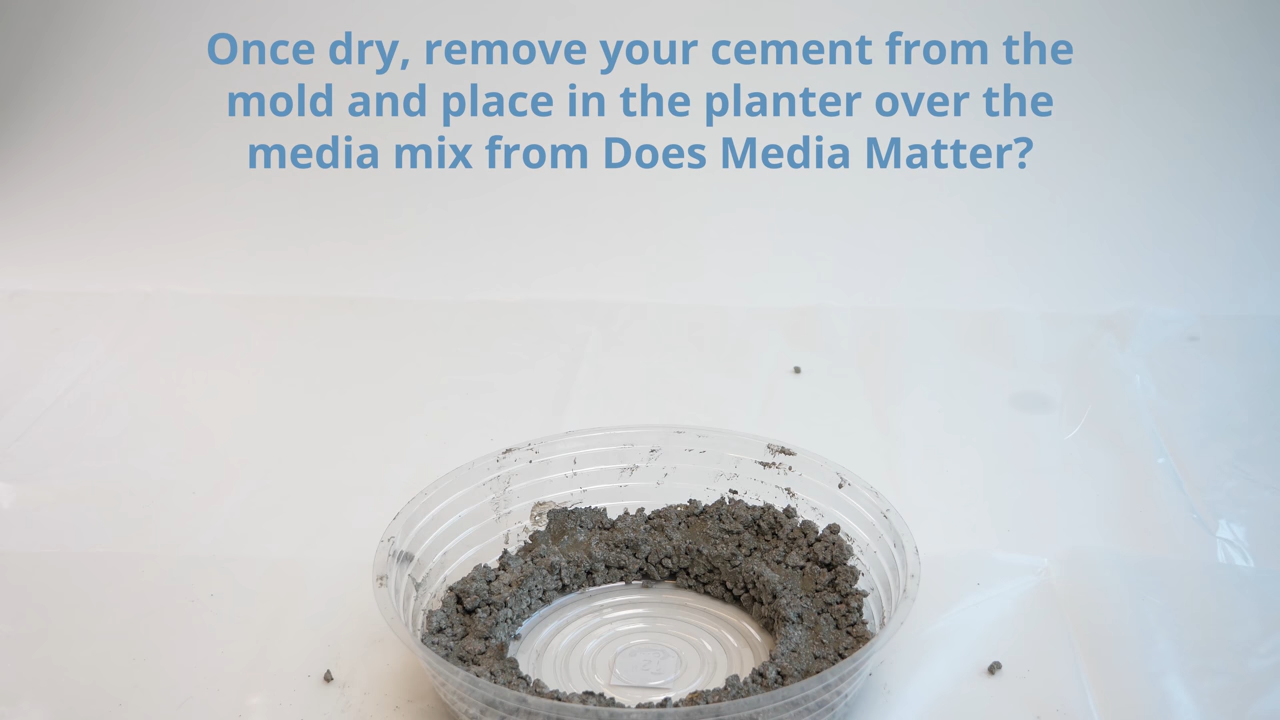 Once dry, remove your cement from the
mold and place in the planter over the
media mix from Does Media Matter?